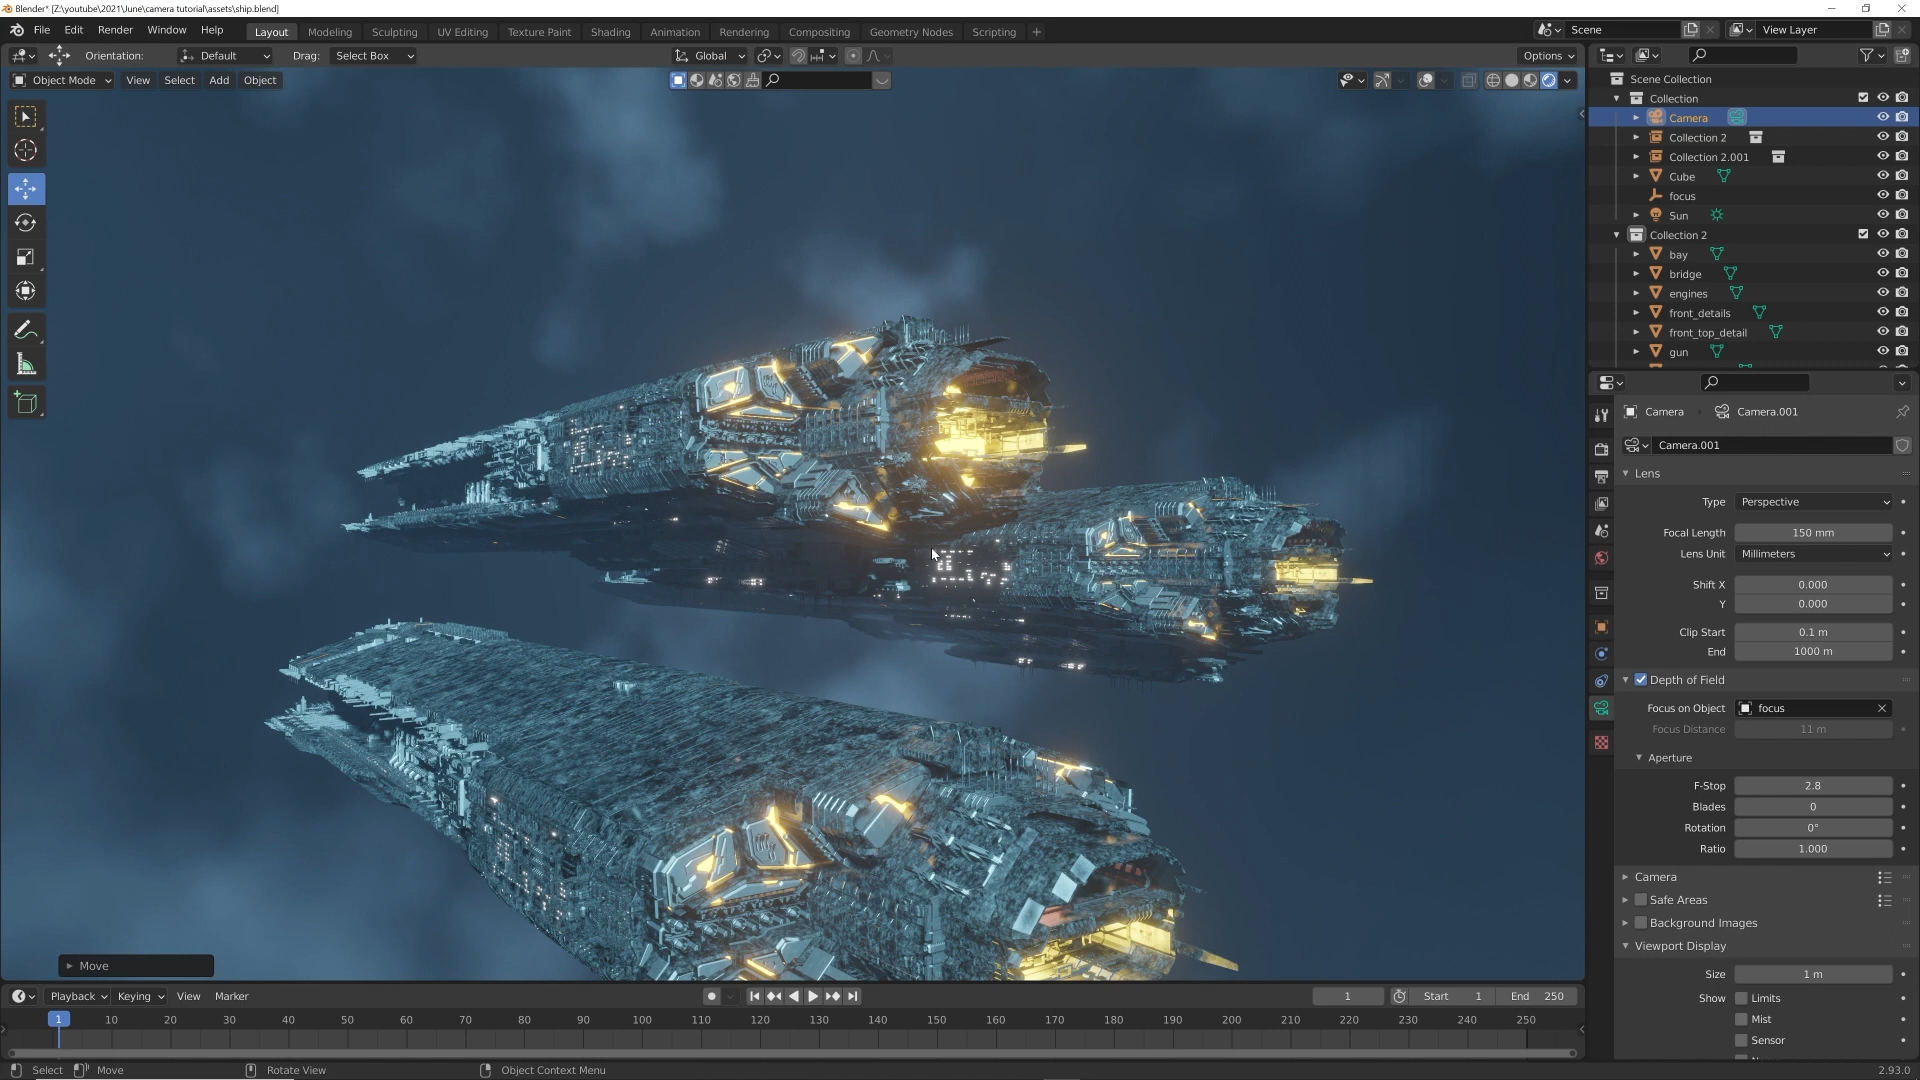 Blender* [Z:\youtube\2021\June\camera tutorial\assets\ship.blend]
File Edit Render Window Help Layout Modeling Sculpting UV Editing Texture Paint Shading Animation Rendering Compositing Geometry Nodes Scripting + Scene View Layer
Orientation: Default Drag: Select Box Global Options
Object Mode View Select Add Object
Scene Collection
Collection
Camera
Collection 2
Collection 2.001
Cube
focus
Sun
Collection 2
bay
bridge
engines
front_details
front_top_detail
gun
Camera Camera.001
Camera.001
Lens
Type Perspective
Focal Length 150 mm
Lens Unit Millimeters
Shift X 0.000
Y 0.000
Clip Start 0.1 m
End 1000 m
Depth of Field
Focus on Object focus
Focus Distance 11 m
Aperture
F-Stop 2.8
Blades 0
Rotation 0°
Ratio 1.000
Camera
Safe Areas
Background Images
Viewport Display
Size 1 m
Show Limits
Mist
Sensor
Move
Playback Keying View Marker 1 Start 1 End 250
1 10 20 30 40 50 60 70 80 90 100 110 120 130 140 150 160 170 180 190 200 210 220 230 240 250
Select Move Rotate View Object Context Menu 2.93.0